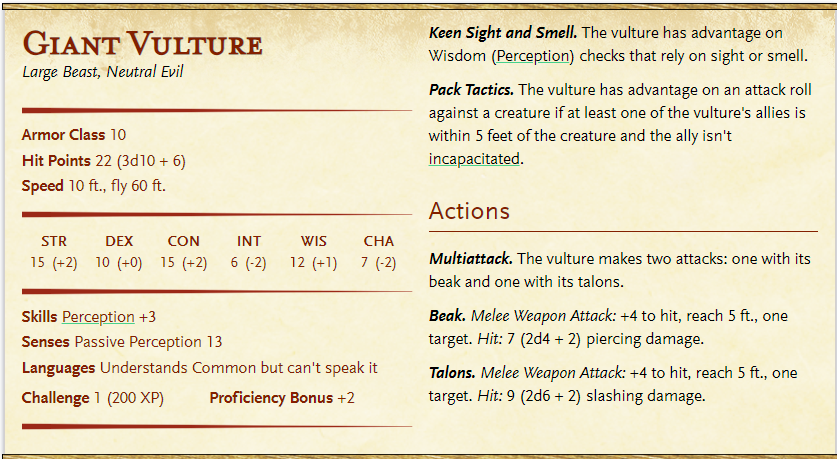 Giant Vulture
Large Beast, Neutral Evil
Armor Class 10
Hit Points 22 (3d10 + 6)
Speed 10 ft., fly 60 ft.
STR DEX CON INT WIS CHA
15 (+2) 10 (+0) 15 (+2) 6 (-2) 12 (+1) 7 (-2)
Skills Perception +3
Senses Passive Perception 13
Languages Understands Common but can't speak it
Challenge 1 (200 XP) Proficiency Bonus +2
Keen Sight and Smell. The vulture has advantage on
Wisdom (Perception) checks that rely on sight or smell.
Pack Tactics. The vulture has advantage on an attack roll
against a creature if at least one of the vulture's allies is
within 5 feet of the creature and the ally isn't
incapacitated.
Actions
Multiattack. The vulture makes two attacks: one with its
beak and one with its talons.
Beak. Melee Weapon Attack: +4 to hit, reach 5 ft., one
target. Hit: 7 (2d4 + 2) piercing damage.
Talons. Melee Weapon Attack: +4 to hit, reach 5 ft., one
target. Hit: 9 (2d6 + 2) slashing damage.